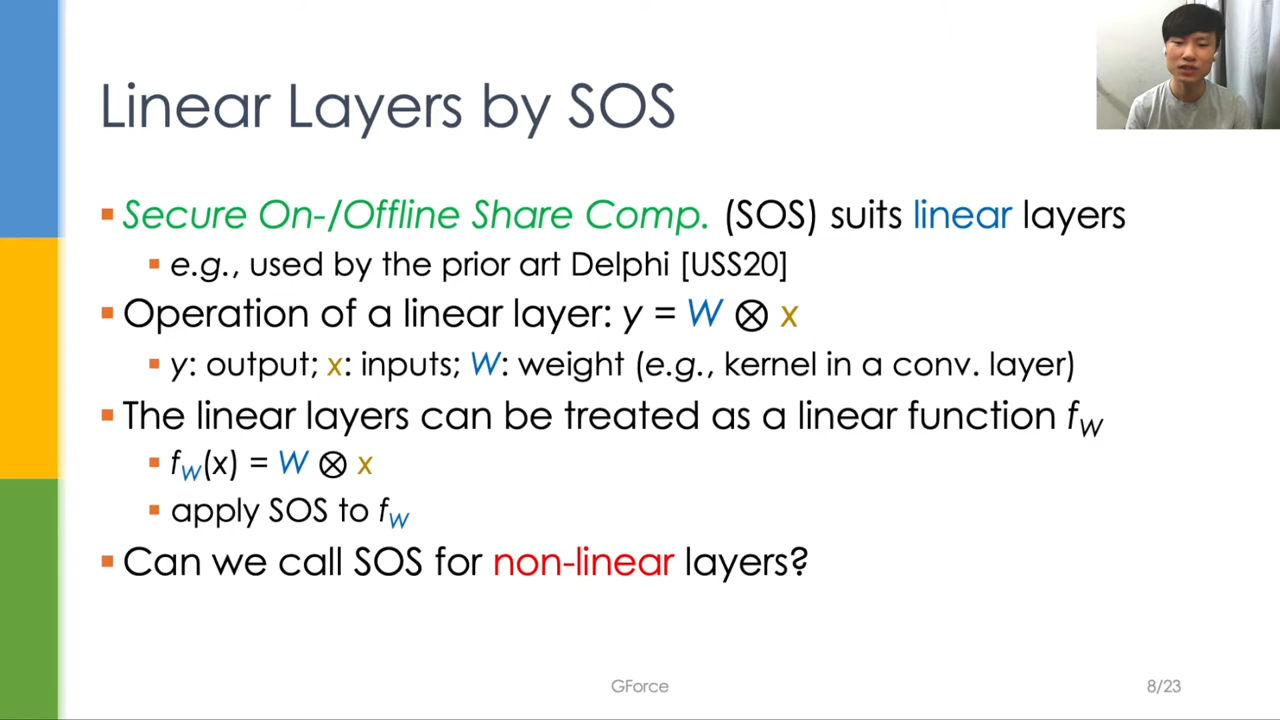 Linear Layers by SOS
Secure On-/Offline Share Comp. (SOS) suits linear layers
e.g., used by the prior art Delphi [USS20]
Operation of a linear layer: y = W ⊗ x
y: output; x: inputs; W: weight (e.g., kernel in a conv. layer)
The linear layers can be treated as a linear function f_W
f_W(x) = W ⊗ x
apply SOS to f_W
Can we call SOS for non-linear layers?
GForce
8/23